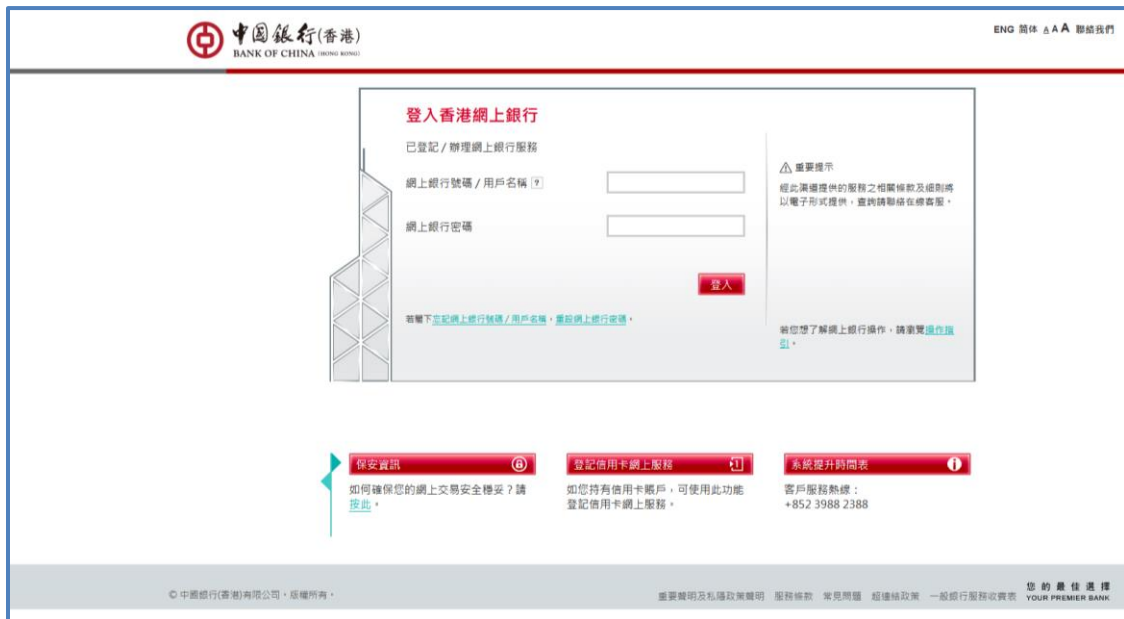 中國銀行(香港)
BANK OF CHINA (HONG KONG)
ENG 简体 A A A 聯絡我們
登入香港網上銀行
已登記 / 辦理網上銀行服務
網上銀行號碼 / 用戶名稱 ?
網上銀行密碼
登入
若閣下忘記網上銀行號碼 / 用戶名稱，重設網上銀行密碼。
重要提示
經此渠道提供的服務之相關條款及細則將
以電子形式提供，查詢請聯絡在線客服。
若您想了解網上銀行操作，請瀏覽操作指
引。
保安資訊
如何確保您的網上交易安全穩妥？請
按此。
登記信用卡網上服務
如您持有信用卡賬戶，可使用此功能
登記信用卡網上服務。
系統提升時間表
客戶服務熱線：
+852 3988 2388
© 中國銀行(香港)有限公司。版權所有。
重要聲明及私隱政策聲明 服務條款 常見問題 超連結政策 一般銀行服務收費表
您的最佳選擇
YOUR PREMIER BANK